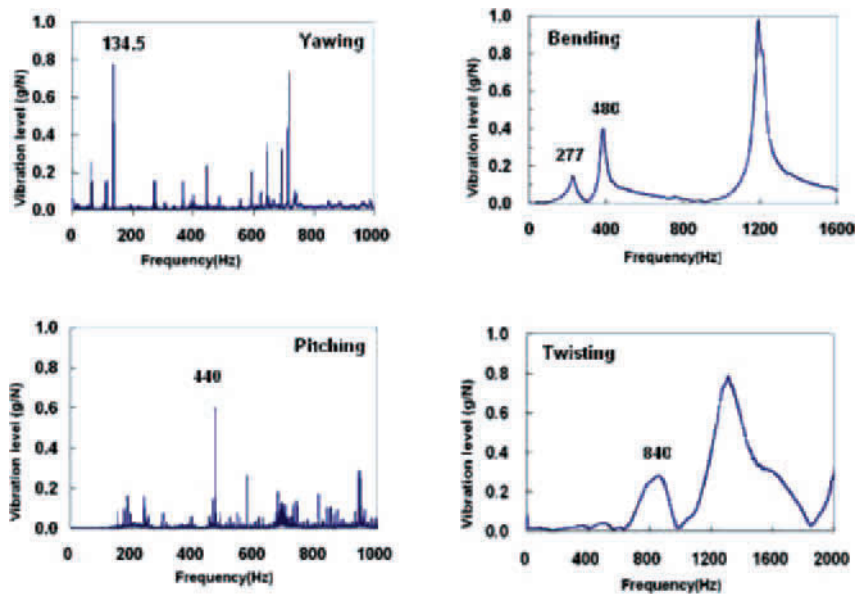 Yawing
134.5
Vibration level (g/N)
1.0
0.8
0.6
0.4
0.2
0.0
0 200 400 600 800 1000
Frequency(Hz)
Bending
277
480
Vibration level (g/N)
1.0
0.8
0.6
0.4
0.2
0.0
0 400 800 1200 1600
Frequency(Hz)
Pitching
440
Vibration level (g/N)
1.0
0.8
0.6
0.4
0.2
0.0
0 200 400 600 800 1000
Frequency(Hz)
Twisting
840
Vibration level (g/N)
1.0
0.8
0.6
0.4
0.2
0.0
0 400 800 1200 1600 2000
Frequency(Hz)